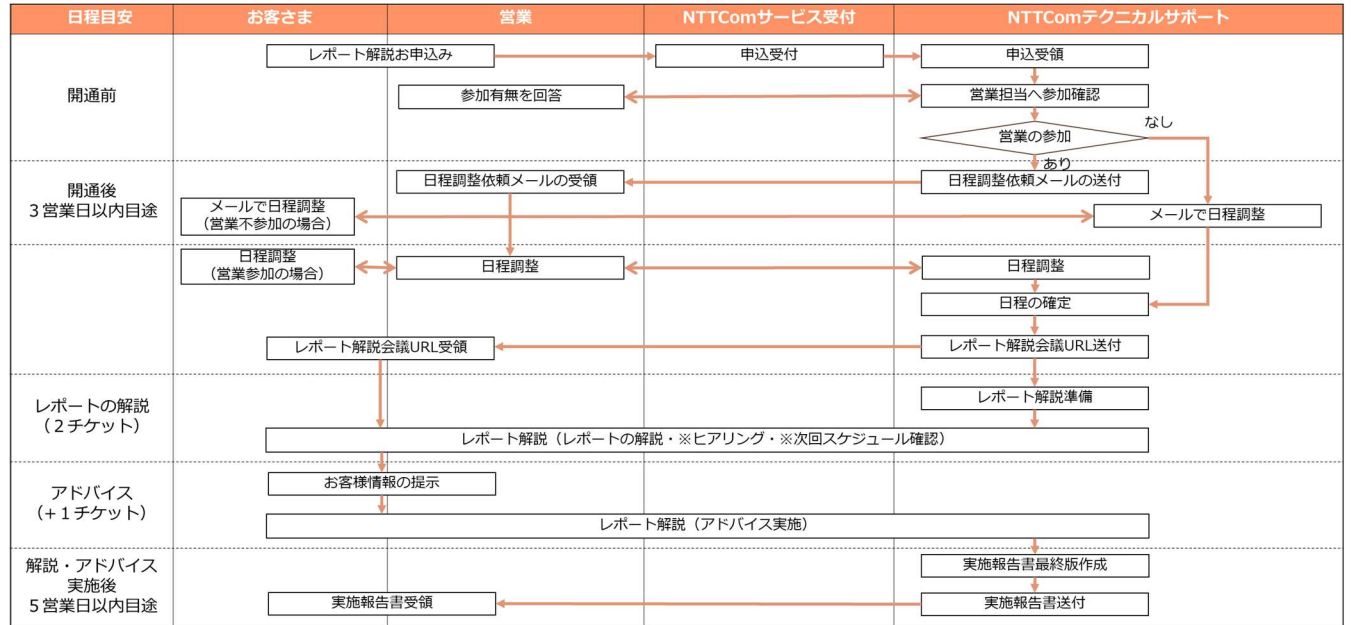 日程目安
お客さま
営業
NTTComサービス受付
NTTComテクニカルサポート
開通前
レポート解説お申込み
申込受付
申込受領
参加有無を回答
営業担当へ参加確認
営業の参加
なし
あり
開通後
3営業日以内目途
日程調整依頼メールの受領
日程調整依頼メールの送付
メールで日程調整
(営業不参加の場合)
メールで日程調整
日程調整
(営業参加の場合)
日程調整
日程調整
日程の確定
レポート解説会議URL受領
レポート解説会議URL送付
レポートの解説
(2チケット)
レポート解説準備
レポート解説(レポートの解説・※ヒアリング・※次回スケジュール確認)
アドバイス
(+1チケット)
お客様情報の提示
レポート解説(アドバイス実施)
解説・アドバイス
実施後
5営業日以内目途
実施報告書最終版作成
実施報告書受領
実施報告書送付